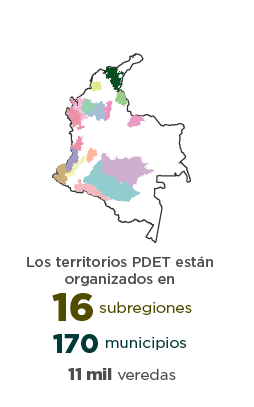 Los territorios PDET están
organizados en
16 subregiones
170 municipios
11 mil veredas